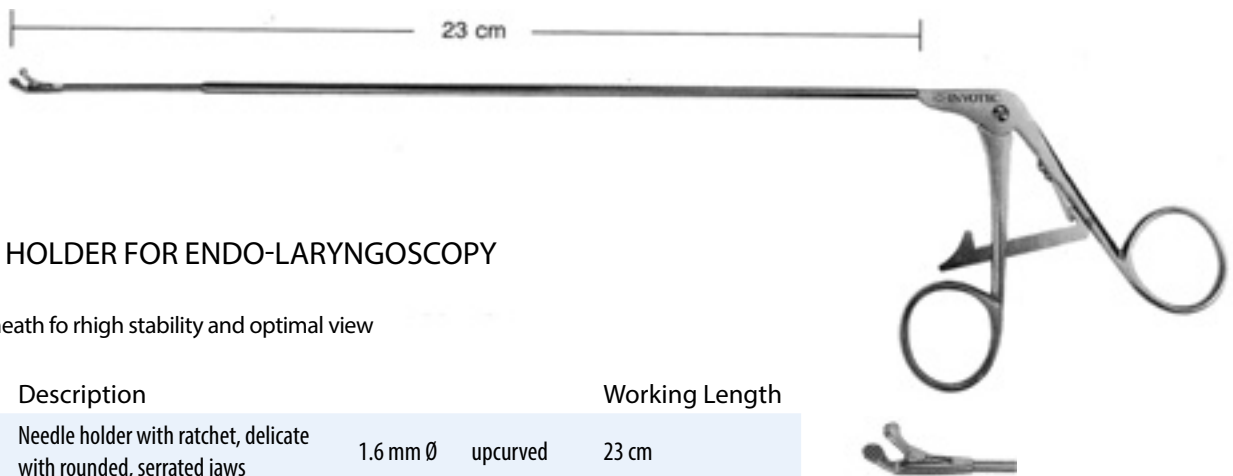 23 cm
INVOTEC
HOLDER FOR ENDO-LARYNGOSCOPY
neath fo rhigh stability and optimal view
Description Working Length
Needle holder with ratchet, delicate
with rounded, serrated jaws
1.6 mm Ø upcurved 23 cm